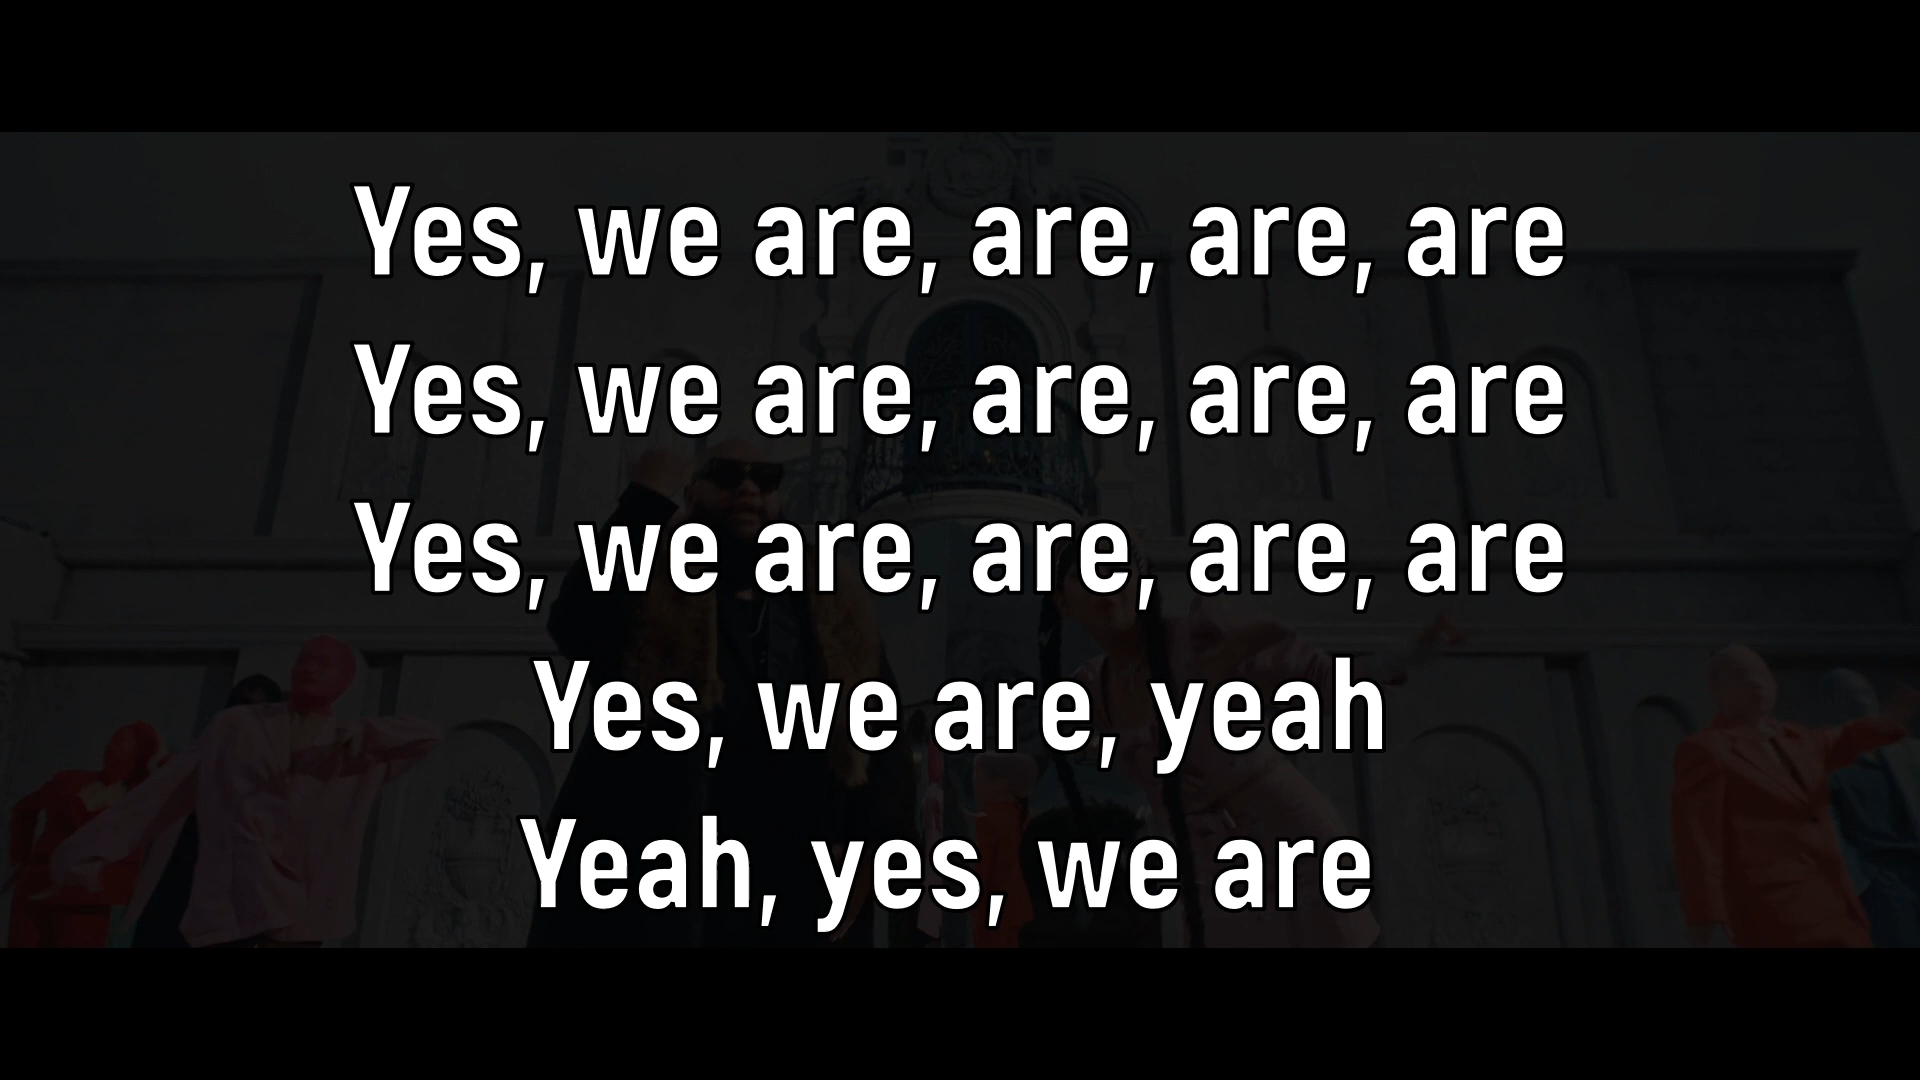 Yes, we are, are, are, are
Yes, we are, are, are, are
Yes, we are, are, are, are
Yes, we are, yeah
Yeah, yes, we are